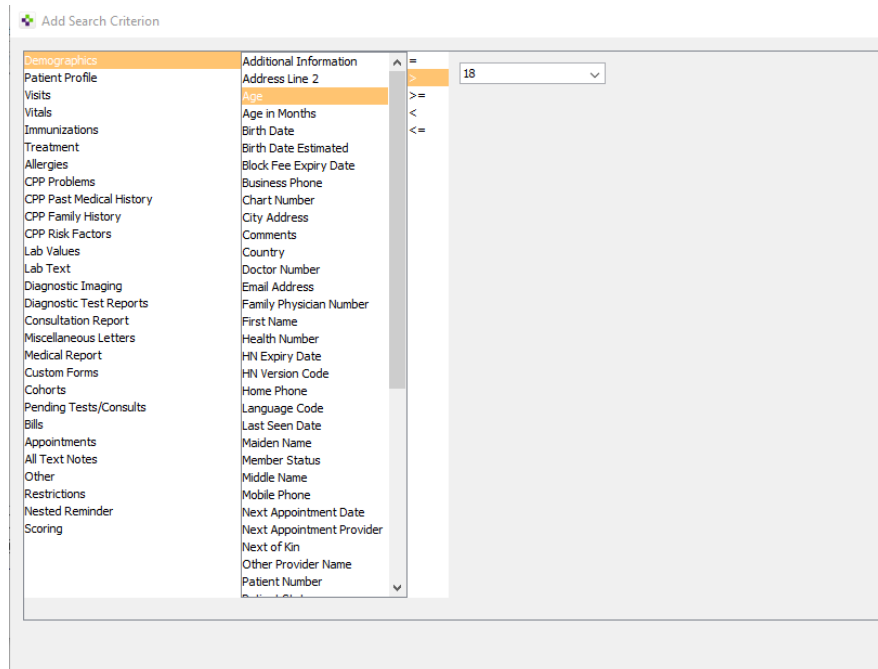 Add Search Criterion
Demographics
Patient Profile
Visits
Vitals
Immunizations
Treatment
Allergies
CPP Problems
CPP Past Medical History
CPP Family History
CPP Risk Factors
Lab Values
Lab Text
Diagnostic Imaging
Diagnostic Test Reports
Consultation Report
Miscellaneous Letters
Medical Report
Custom Forms
Cohorts
Pending Tests/Consults
Bills
Appointments
All Text Notes
Other
Restrictions
Nested Reminder
Scoring
Additional Information
Address Line 2
Age
Age in Months
Birth Date
Birth Date Estimated
Block Fee Expiry Date
Business Phone
Chart Number
City Address
Comments
Country
Doctor Number
Email Address
Family Physician Number
First Name
Health Number
HN Expiry Date
HN Version Code
Home Phone
Language Code
Last Seen Date
Maiden Name
Member Status
Middle Name
Mobile Phone
Next Appointment Date
Next Appointment Provider
Next of Kin
Other Provider Name
Patient Number
=
>
>=
<
<=
18